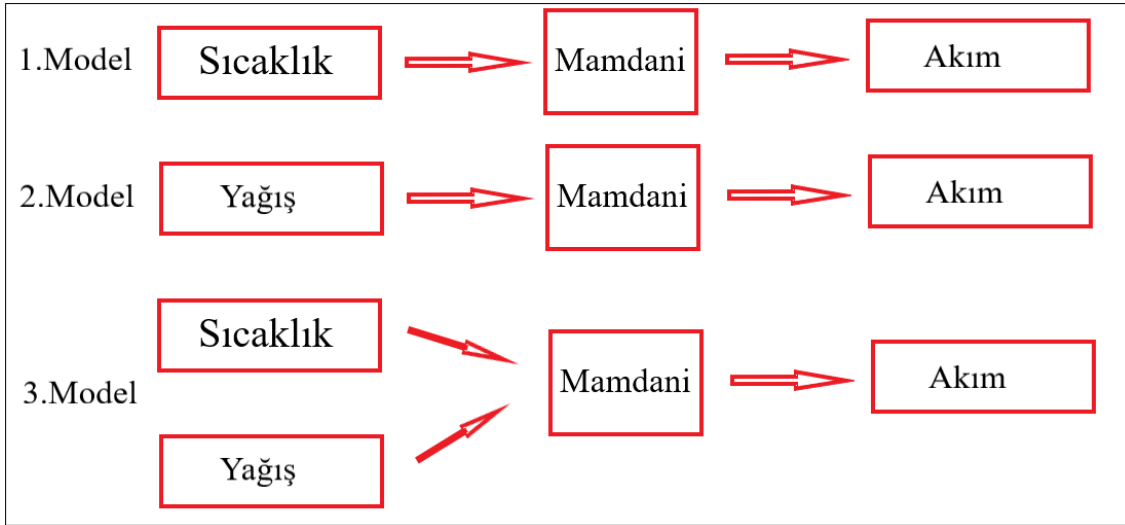 1.Model Sıcaklık Mamdani Akım
2.Model Yağış Mamdani Akım
Sıcaklık
3.Model Mamdani Akım
Yağış